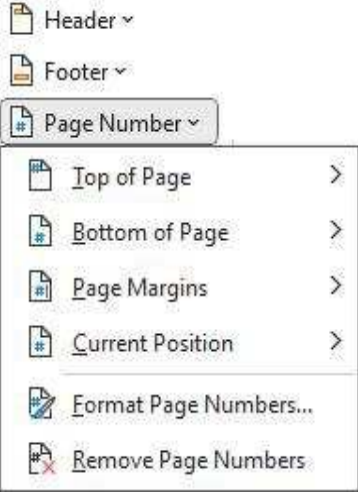 Header
Footer
Page Number
Top of Page
Bottom of Page
Page Margins
Current Position
Format Page Numbers...
Remove Page Numbers